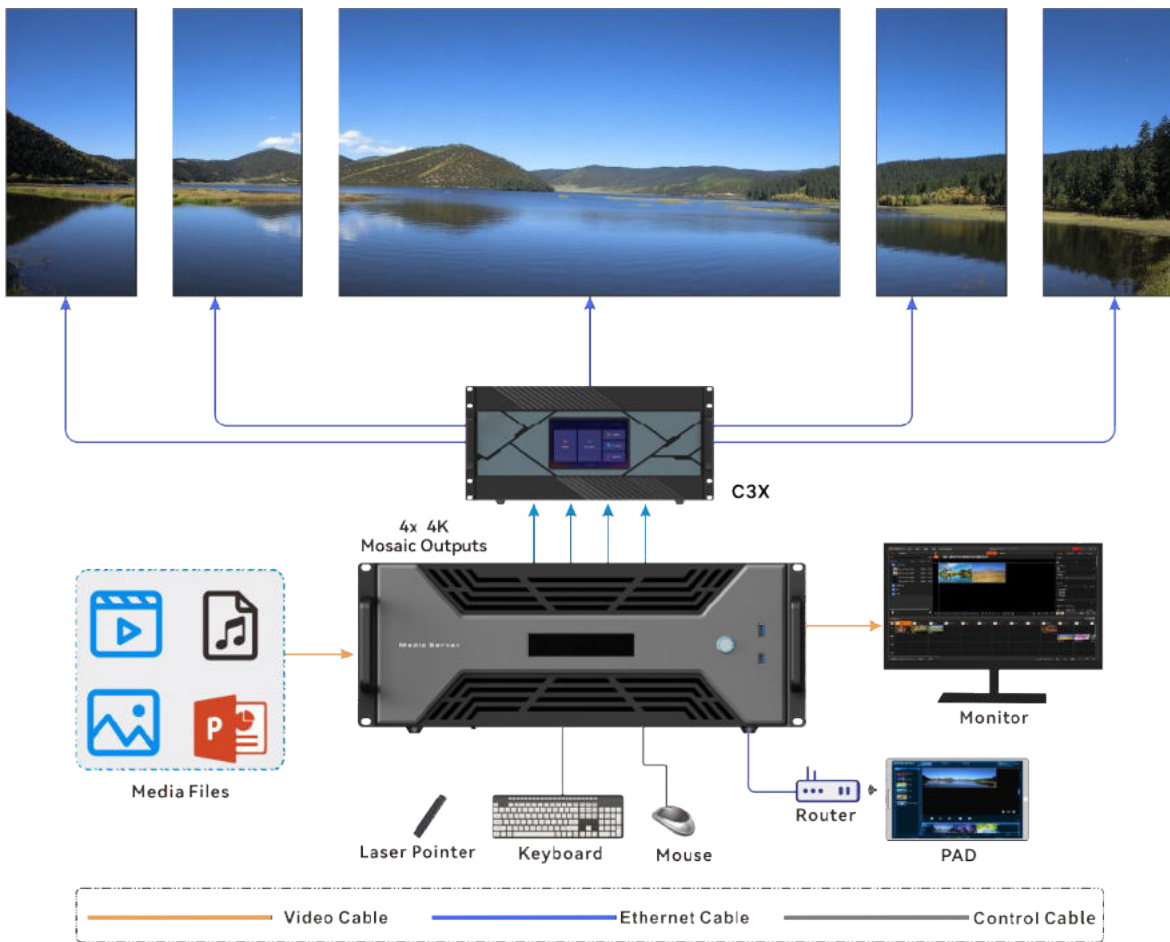 C3X
4x 4K
Mosaic Outputs
Media Server
Media Files
Monitor
Router
PAD
Laser Pointer
Keyboard
Mouse
P
Video Cable
Ethernet Cable
Control Cable